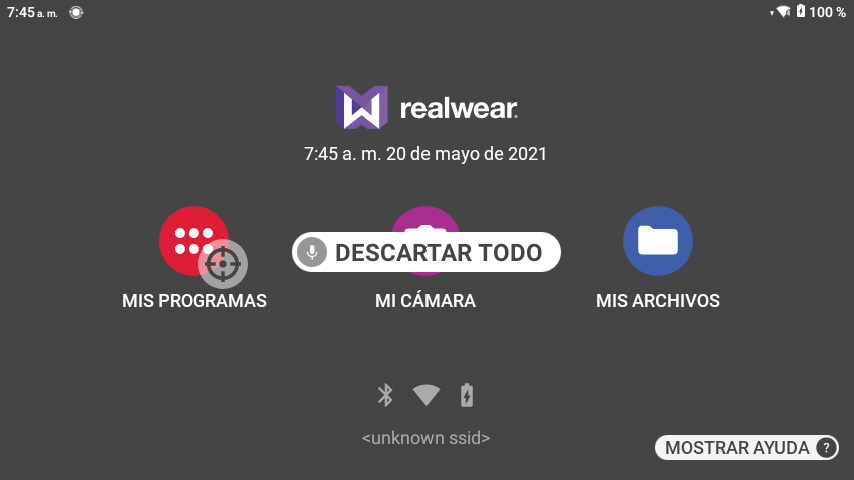 7:45 a. m.
100 %
realwear
7:45 a. m. 20 de mayo de 2021
DESCARTAR TODO
MIS PROGRAMAS
MI CÁMARA
MIS ARCHIVOS
<unknown ssid>
MOSTRAR AYUDA ?